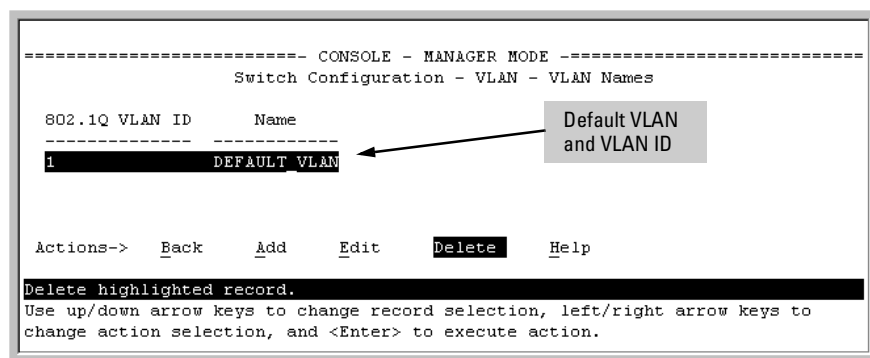 ============================- CONSOLE - MANAGER MODE -============================
Switch Configuration - VLAN - VLAN Names
802.1Q VLAN ID Name
-------------- ------------
1 DEFAULT_VLAN
Default VLAN
and VLAN ID
Actions-> Back Add Edit Delete Help
Delete highlighted record.
Use up/down arrow keys to change record selection, left/right arrow keys to
change action selection, and <Enter> to execute action.